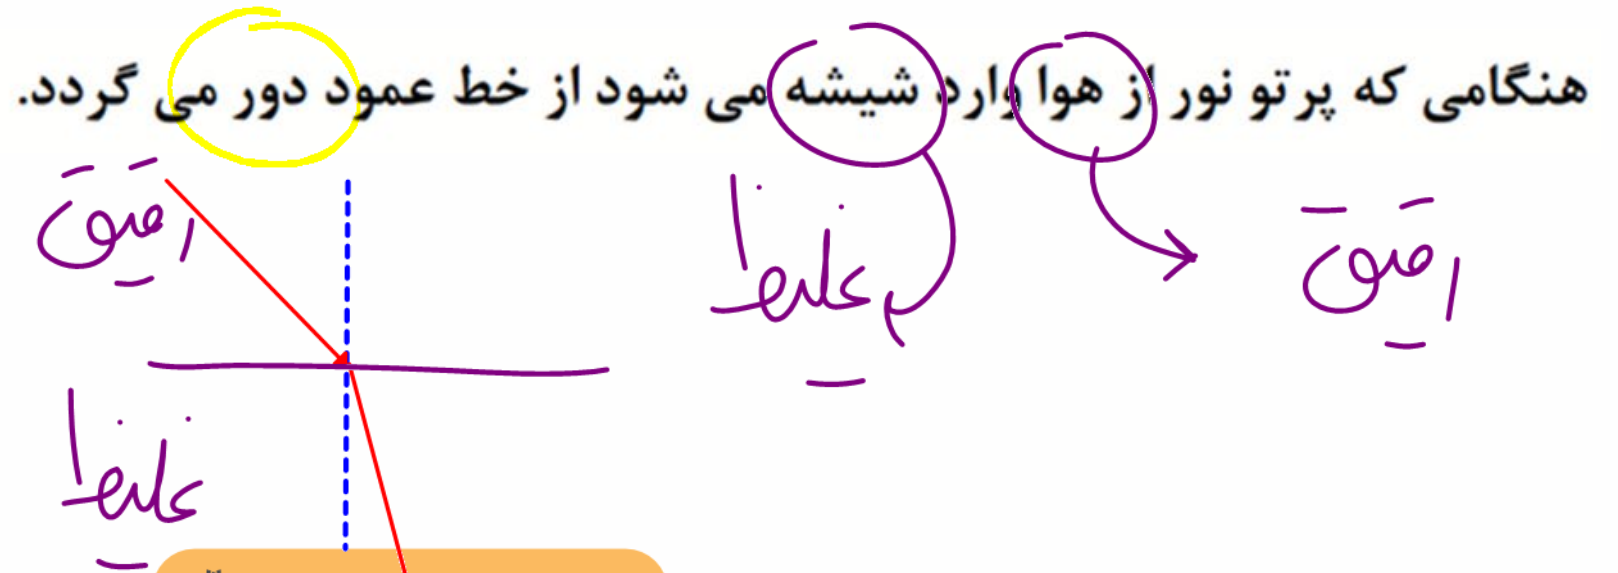 هنگامی که پرتو نور از هوا وارد شیشه می شود از خط عمود دور می گردد.
رقیق
غلیظ
رقیق
غلیظ